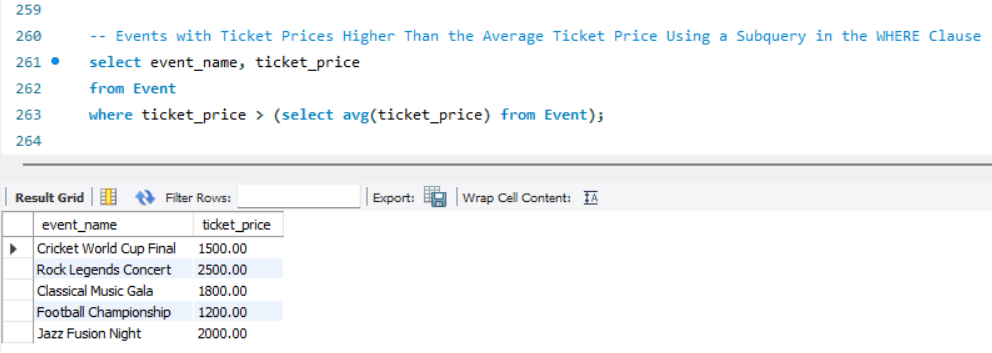 259
260 -- Events with Ticket Prices Higher Than the Average Ticket Price Using a Subquery in the WHERE Clause
261 select event_name, ticket_price
262 from Event
263 where ticket_price > (select avg(ticket_price) from Event);
264
Result Grid Filter Rows: Export: Wrap Cell Content: IA
event_name ticket_price
Cricket World Cup Final 1500.00
Rock Legends Concert 2500.00
Classical Music Gala 1800.00
Football Championship 1200.00
Jazz Fusion Night 2000.00